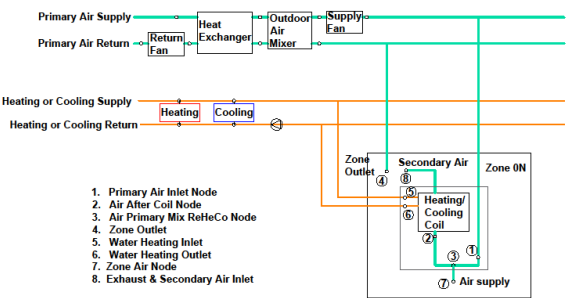 Primary Air Supply
Primary Air Return
Return
Fan
Heat
Exchanger
Outdoor
Air
Mixer
Supply
Fan
Heating or Cooling Supply
Heating or Cooling Return
Heating
Cooling
Zone
Outlet
4
Secondary Air
8
Zone 0N
5
6
Heating/
Cooling
Coil
2
3
1
7
Air supply
1. Primary Air Inlet Node
2. Air After Coil Node
3. Air Primary Mix ReHeCo Node
4. Zone Outlet
5. Water Heating Inlet
6. Water Heating Outlet
7. Zone Air Node
8. Exhaust & Secondary Air Inlet